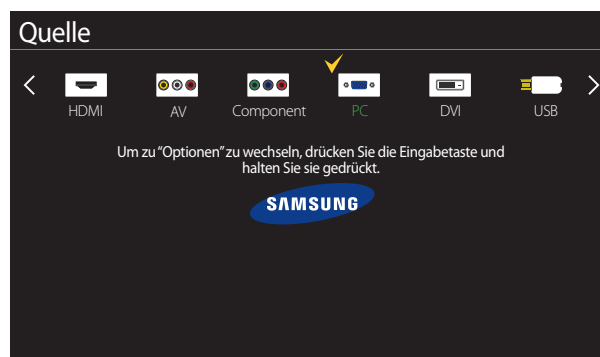 Quelle
HDMI AV Component PC DVI USB
Um zu “Optionen” zu wechseln, drücken Sie die Eingabetaste und
halten Sie sie gedrückt.
SAMSUNG